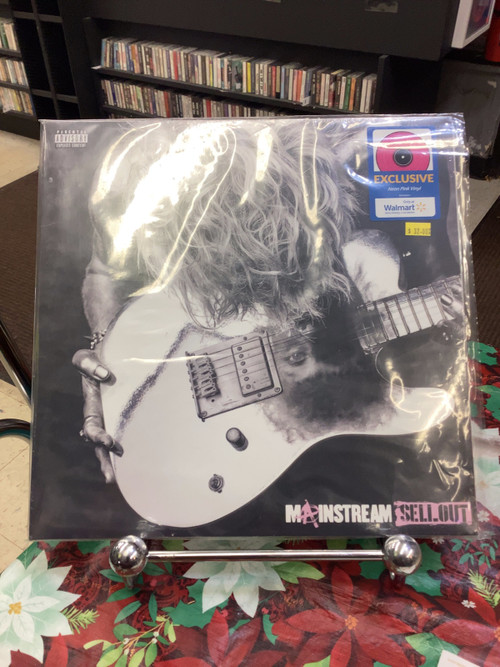 PARENTAL
ADVISORY
EXPLICIT CONTENT
EXCLUSIVE
Walmart
MAINSTREAM SELLOUT